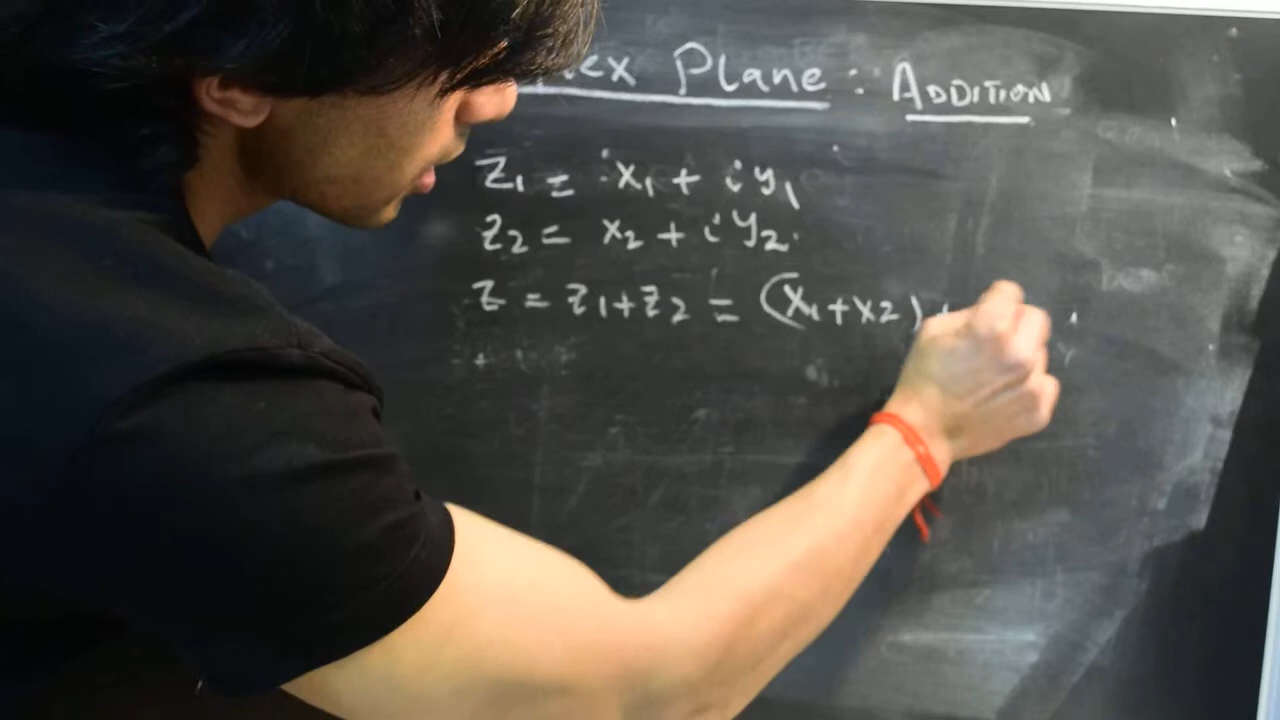 Plane : ADDITION
z₁ = x₁ + iy₁
z₂ = x₂ + iy₂
z = z₁+z₂ = (x₁+x₂) +